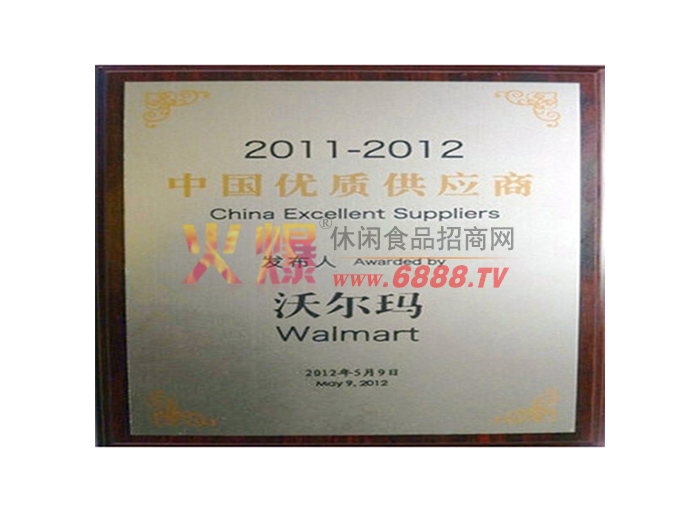 2011-2012
中国优质供应商
China Excellent Suppliers
火爆® 休闲食品招商网
发布人 Awarded by
www.6888.TV
沃尔玛
Walmart
2012年5月9日
May 9, 2012